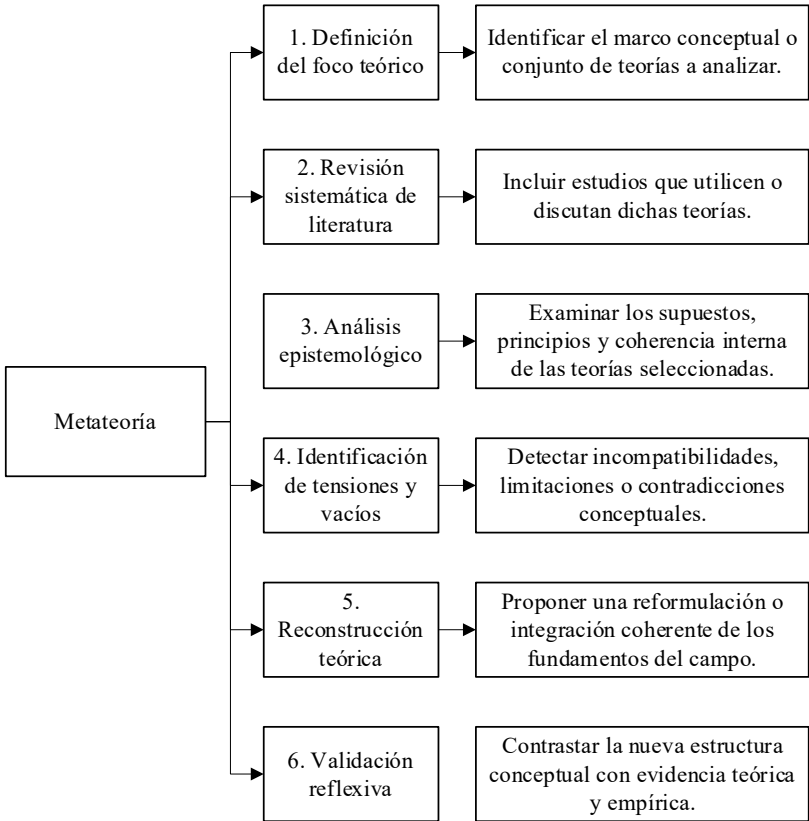 1. Definición
del foco teórico
Identificar el marco conceptual o
conjunto de teorías a analizar.
2. Revisión
sistemática de
literatura
Incluir estudios que utilicen o
discutan dichas teorías.
3. Análisis
epistemológico
Examinar los supuestos,
principios y coherencia interna
de las teorías seleccionadas.
Metateoría
4. Identificación
de tensiones y
vacíos
Detectar incompatibilidades,
limitaciones o contradicciones
conceptuales.
5.
Reconstrucción
teórica
Proponer una reformulación o
integración coherente de los
fundamentos del campo.
6. Validación
reflexiva
Contrastar la nueva estructura
conceptual con evidencia teórica
y empírica.